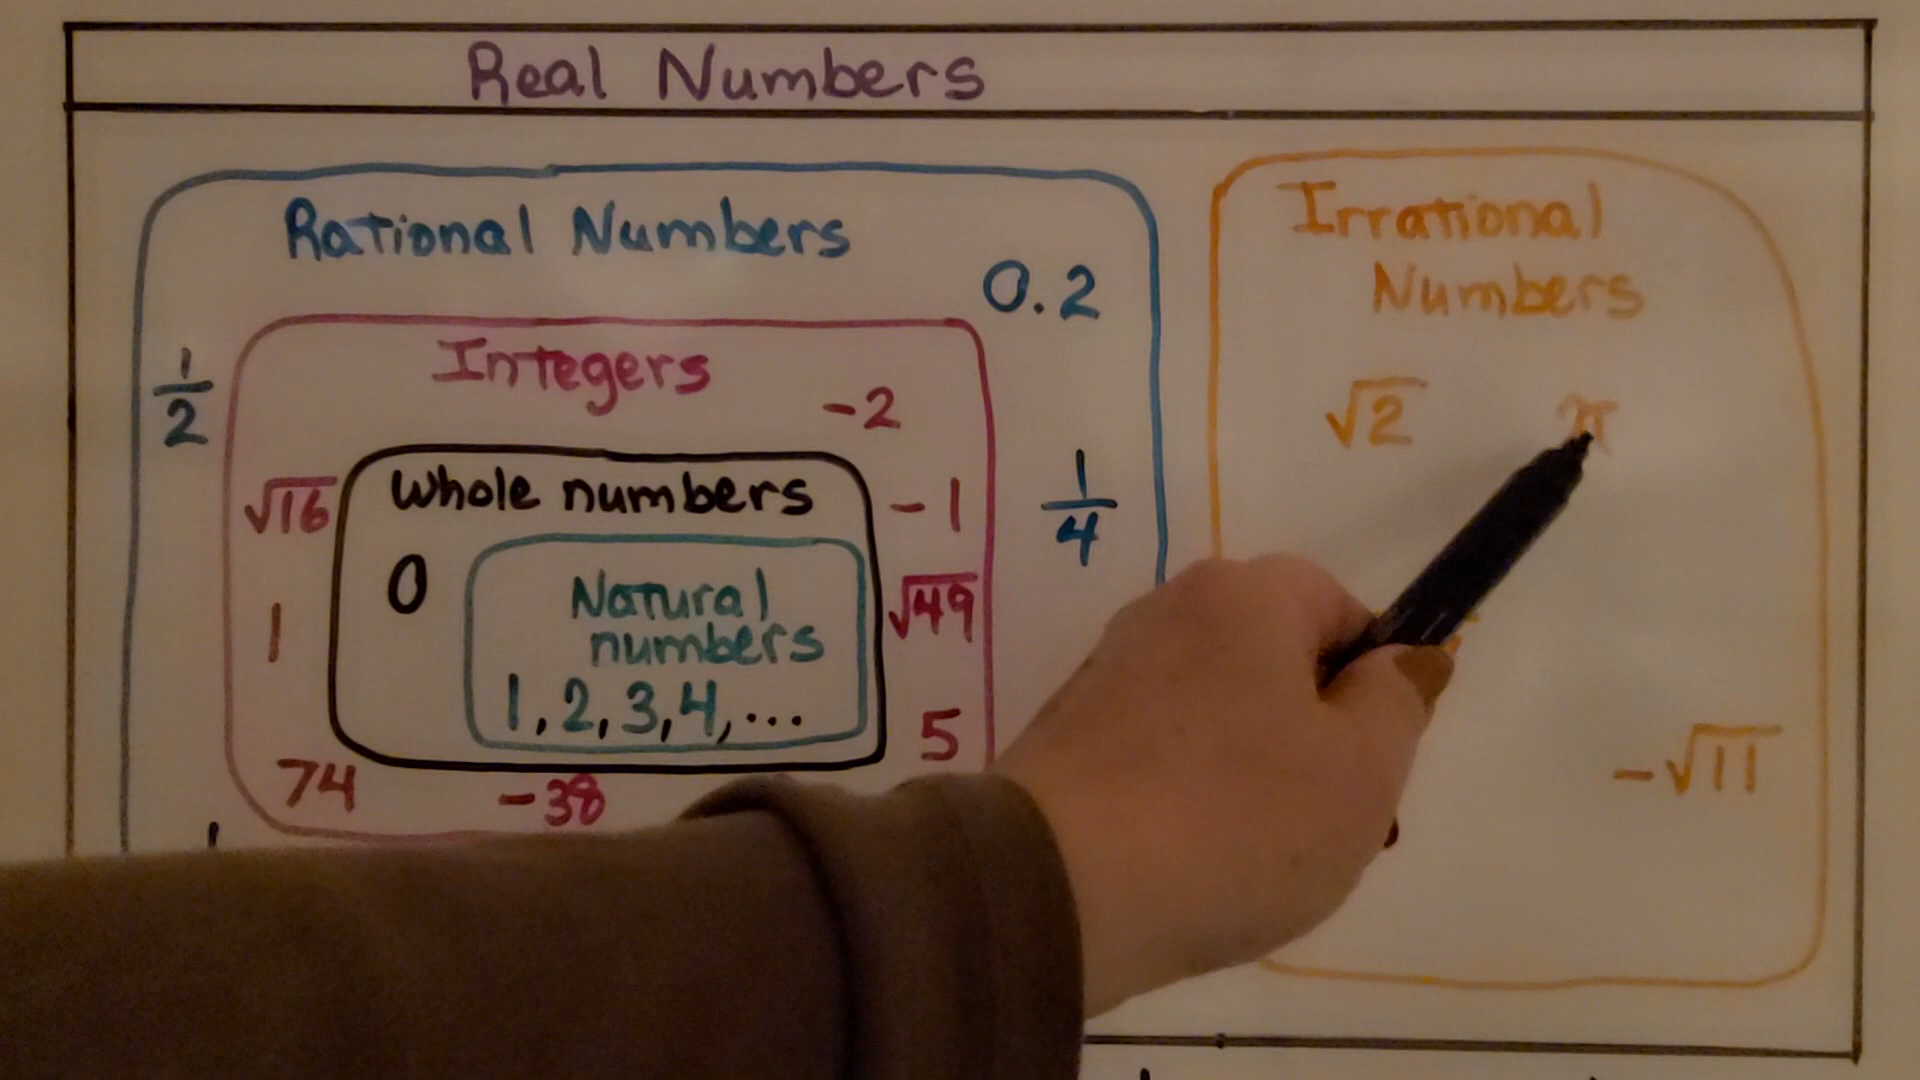 Real Numbers
Rational Numbers
0.2
1/2
Integers
-2
√16
Whole numbers
-1
1/4
0
Natural
numbers
1, 2, 3, 4, ...
√49
1
5
74
-38
Irrational
Numbers
√2
π
-√11